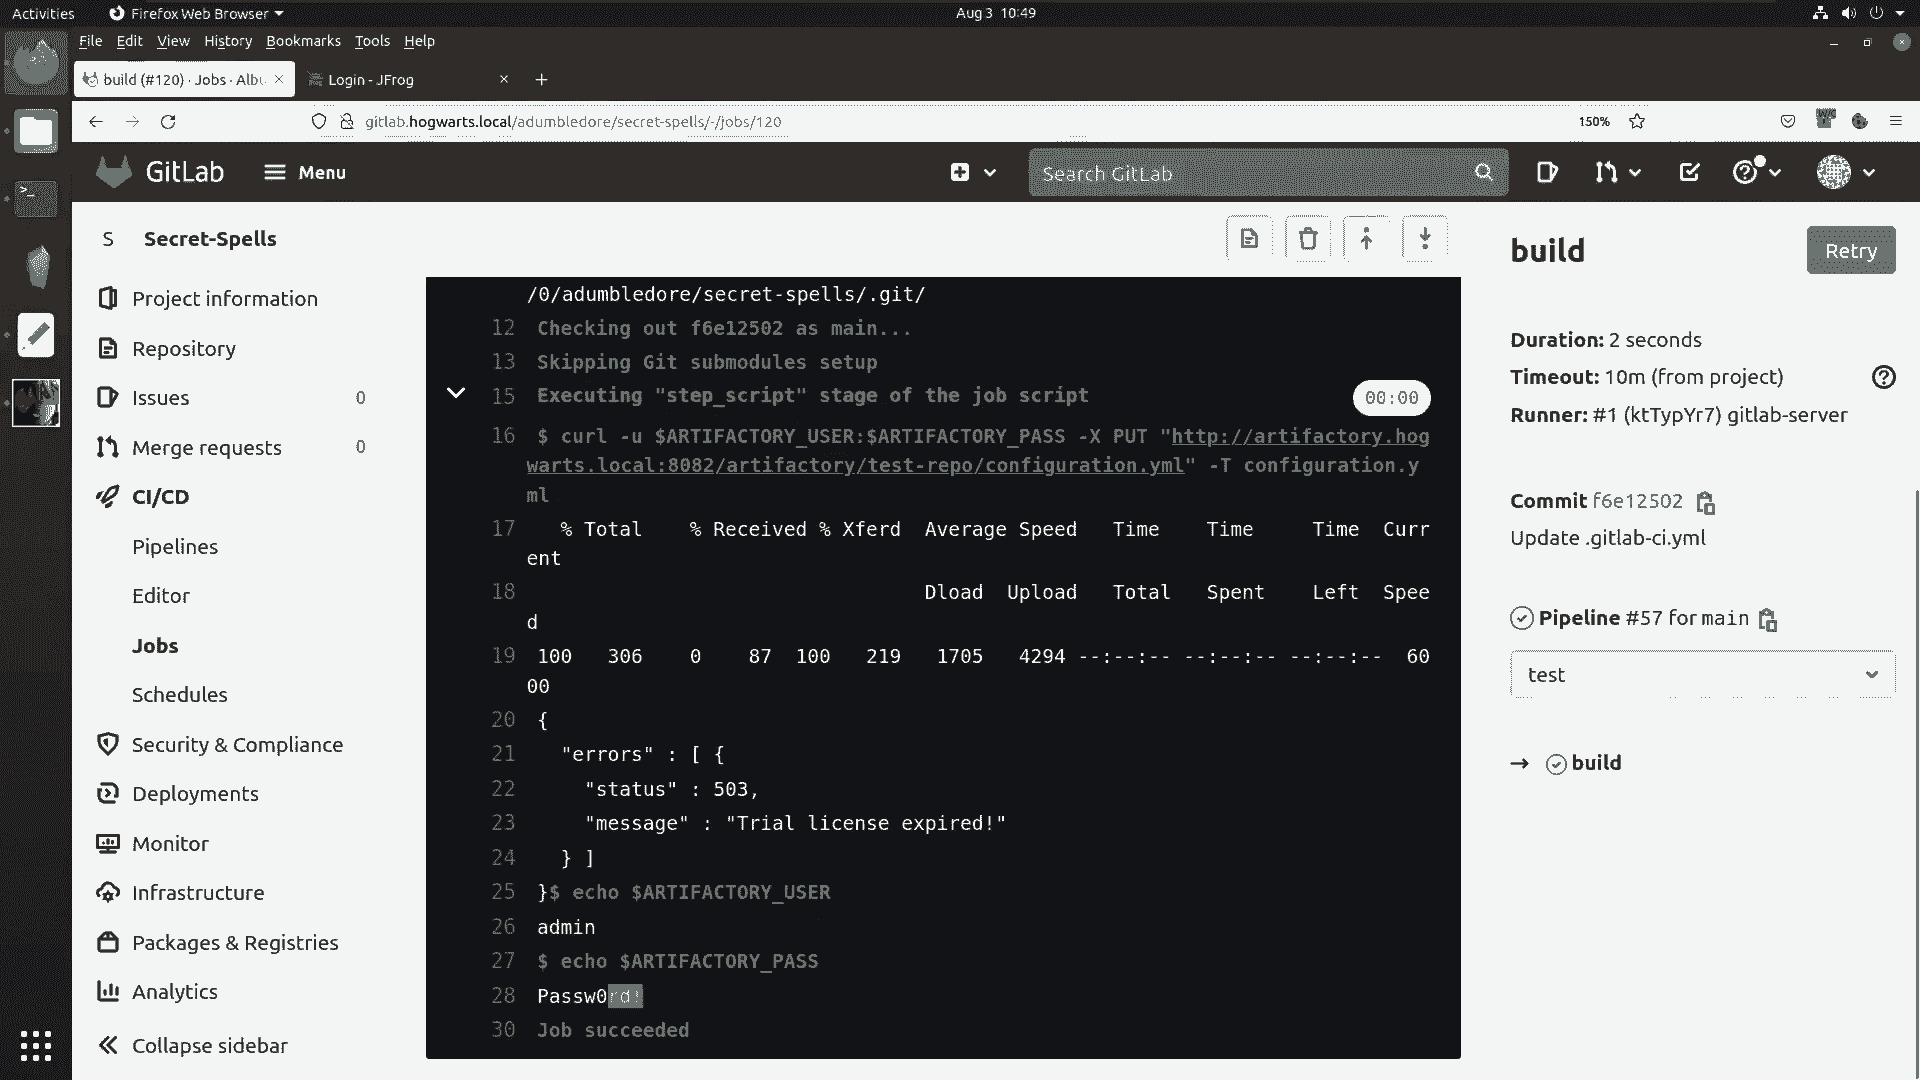 Activities
Firefox Web Browser
Aug 3 10:49
File Edit View History Bookmarks Tools Help
build (#120) · Jobs · Albu
Login - JFrog
gitlab.hogwarts.local/adumbledore/secret-spells/-/jobs/120
150%
GitLab
Menu
Search GitLab
S Secret-Spells
Project information
Repository
Issues 0
Merge requests 0
CI/CD
Pipelines
Editor
Jobs
Schedules
Security & Compliance
Deployments
Monitor
Infrastructure
Packages & Registries
Analytics
Collapse sidebar
/0/adumbledore/secret-spells/.git/
12 Checking out f6e12502 as main...
13 Skipping Git submodules setup
15 Executing "step_script" stage of the job script 00:00
16 $ curl -u $ARTIFACTORY_USER:$ARTIFACTORY_PASS -X PUT "http://artifactory.hog
warts.local:8082/artifactory/test-repo/configuration.yml" -T configuration.y
ml
17 % Total % Received % Xferd Average Speed Time Time Time Curr
ent
18 Dload Upload Total Spent Left Spee
d
19 100 306 0 87 100 219 1705 4294 --:--:-- --:--:-- --:--:-- 60
00
20 {
21 "errors" : [ {
22 "status" : 503,
23 "message" : "Trial license expired!"
24 } ]
25 }$ echo $ARTIFACTORY_USER
26 admin
27 $ echo $ARTIFACTORY_PASS
28 Passw0rd!
30 Job succeeded
build
Retry
Duration: 2 seconds
Timeout: 10m (from project)
Runner: #1 (ktTypYr7) gitlab-server
Commit f6e12502
Update .gitlab-ci.yml
Pipeline #57 for main
test
→ build